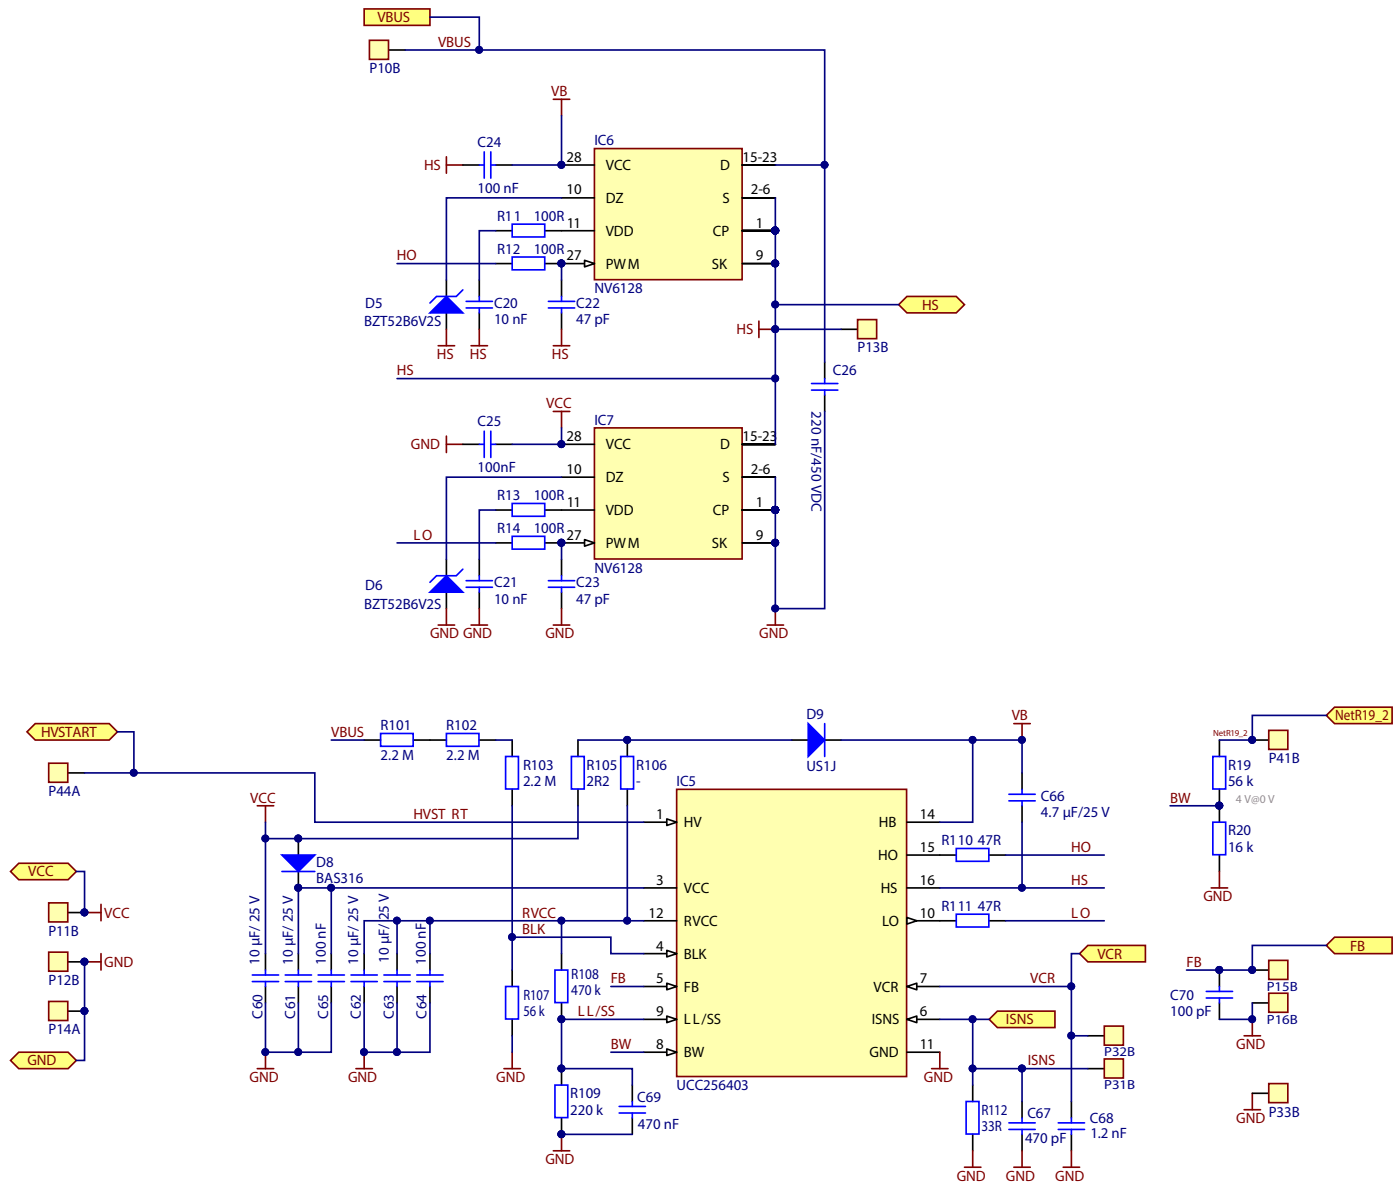 VBUS
VBUS
P10B
VB
IC6
C24
HS
100 nF
28
VCC
D
15-23
10
DZ
S
2-6
R11 100R
11
VDD
CP
1
HO
R12 100R
27
PWM
SK
9
NV6128
D5
BZT52B6V2S
C20
10 nF
C22
47 pF
HS
HS
HS
HS
HS
P13B
HS
C26
220 nF/450 VDC
VCC
IC7
C25
GND
100nF
28
VCC
D
15-23
10
DZ
S
2-6
R13 100R
11
VDD
CP
1
LO
R14 100R
27
PWM
SK
9
NV6128
D6
BZT52B6V2S
C21
10 nF
C23
47 pF
GND
GND
GND
GND
HVSTART
P44A
VCC
P11B
VCC
P12B
GND
P14A
GND
VCC
VBUS
R101
2.2 M
R102
2.2 M
R103
2.2 M
R105
2R2
R106
-
D9
US1J
VB
C66
4.7 µF/25 V
HVST RT
D8
BAS316
10 µF/ 25 V
C60
10 µF/ 25 V
C61
100 nF
C65
10 µF/ 25 V
C62
10 µF/ 25 V
C63
100 nF
C64
GND
GND
RVCC
BLK
R107
56 k
GND
R108
470 k
FB
LL/SS
BW
R109
220 k
C69
470 nF
GND
IC5
1
HV
3
VCC
12
RVCC
4
BLK
5
FB
9
LL/SS
8
BW
HB
14
HO
15
HS
16
LO
10
VCR
7
ISNS
6
GND
11
UCC256403
R110 47R
HO
HS
R111 47R
LO
VCR
VCR
ISNS
ISNS
GND
P32B
P31B
R112
33R
C67
470 pF
C68
1.2 nF
GND
GND
GND
NetR19_2
NetR19_2
P41B
R19
56 k
BW
4 V@0 V
R20
16 k
GND
FB
FB
P15B
C70
100 pF
P16B
GND
P33B
GND